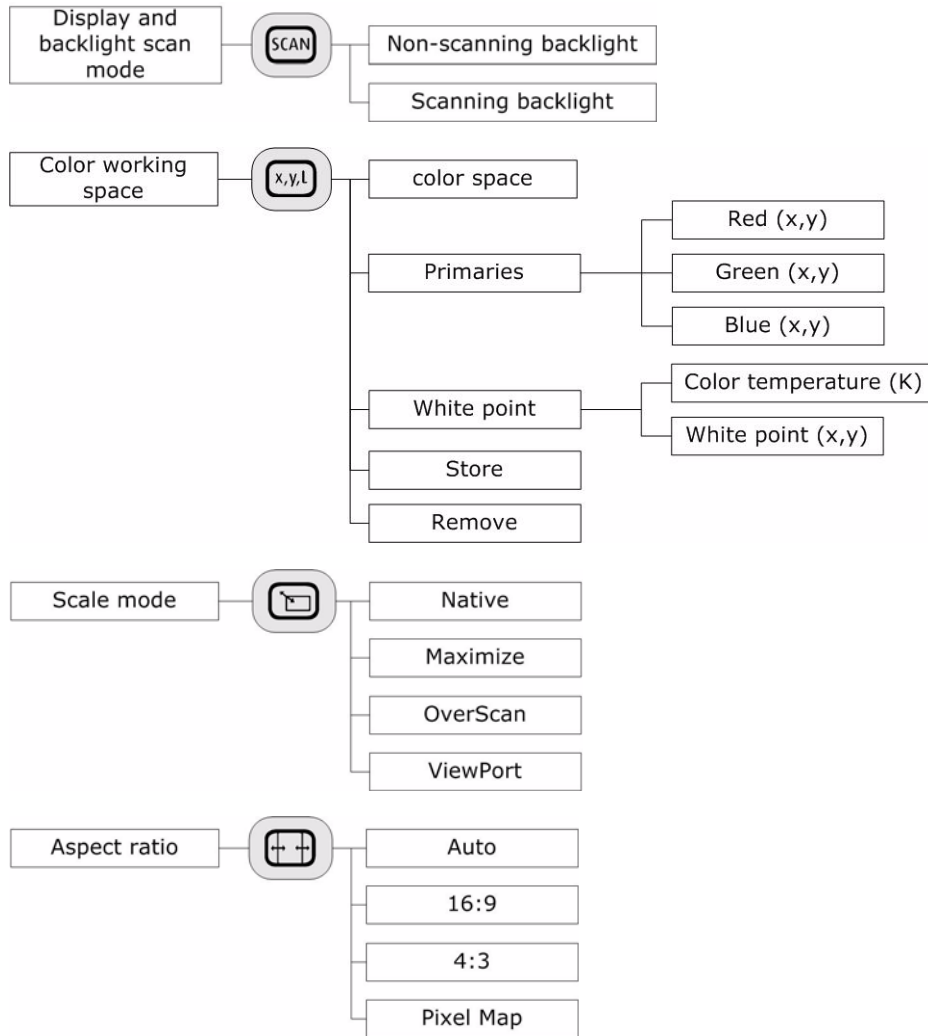 Display and
backlight scan
mode
SCAN
Non-scanning backlight
Scanning backlight
Color working
space
x,y,L
color space
Primaries
Red (x,y)
Green (x,y)
Blue (x,y)
White point
Color temperature (K)
White point (x,y)
Store
Remove
Scale mode
Native
Maximize
OverScan
ViewPort
Aspect ratio
Auto
16:9
4:3
Pixel Map